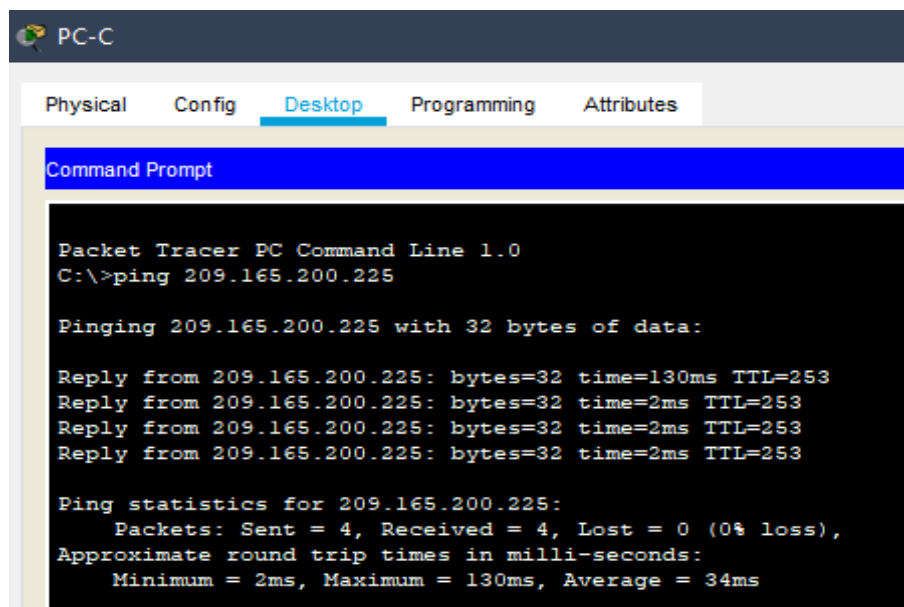 PC-C
Physical Config Desktop Programming Attributes
Command Prompt
Packet Tracer PC Command Line 1.0
C:\>ping 209.165.200.225
Pinging 209.165.200.225 with 32 bytes of data:
Reply from 209.165.200.225: bytes=32 time=130ms TTL=253
Reply from 209.165.200.225: bytes=32 time=2ms TTL=253
Reply from 209.165.200.225: bytes=32 time=2ms TTL=253
Reply from 209.165.200.225: bytes=32 time=2ms TTL=253
Ping statistics for 209.165.200.225:
Packets: Sent = 4, Received = 4, Lost = 0 (0% loss),
Approximate round trip times in milli-seconds:
Minimum = 2ms, Maximum = 130ms, Average = 34ms